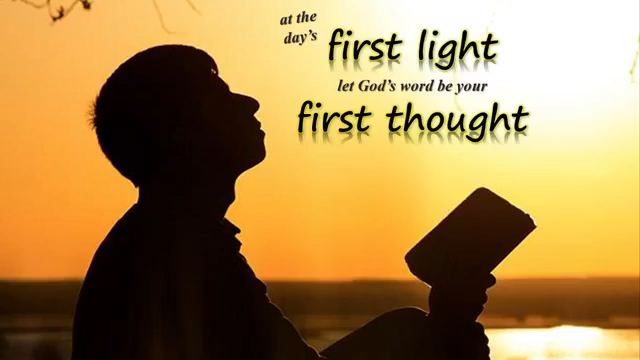 at the
day's
first light
let God's word be your
first thought